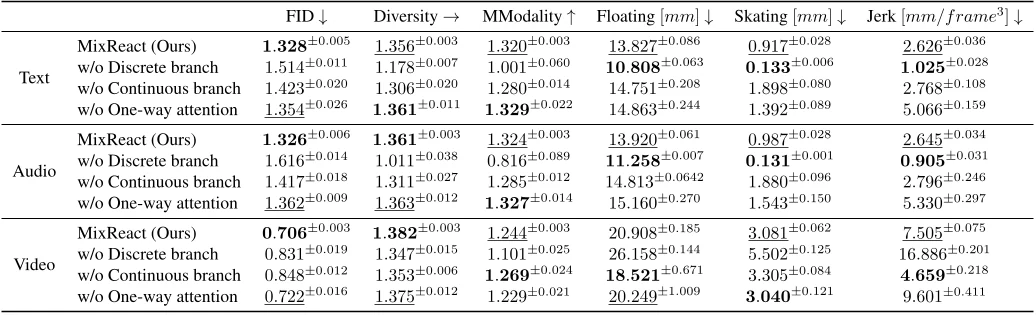 FID ↓ Diversity → MModality ↑ Floating [mm] ↓ Skating [mm] ↓ Jerk [mm/frame³] ↓
Text
MixReact (Ours) 1.328±0.005 1.356±0.003 1.320±0.003 13.827±0.086 0.917±0.028 2.626±0.036
w/o Discrete branch 1.514±0.011 1.178±0.007 1.001±0.060 10.808±0.063 0.133±0.006 1.025±0.028
w/o Continuous branch 1.423±0.020 1.306±0.020 1.280±0.014 14.751±0.208 1.898±0.080 2.768±0.108
w/o One-way attention 1.354±0.026 1.361±0.011 1.329±0.022 14.863±0.244 1.392±0.089 5.066±0.159
Audio
MixReact (Ours) 1.326±0.006 1.361±0.003 1.324±0.003 13.920±0.061 0.987±0.028 2.645±0.034
w/o Discrete branch 1.616±0.014 1.011±0.038 0.816±0.089 11.258±0.007 0.131±0.001 0.905±0.031
w/o Continuous branch 1.417±0.018 1.311±0.027 1.285±0.012 14.813±0.0642 1.880±0.096 2.796±0.246
w/o One-way attention 1.362±0.009 1.363±0.012 1.327±0.014 15.160±0.270 1.543±0.150 5.330±0.297
Video
MixReact (Ours) 0.706±0.003 1.382±0.003 1.244±0.003 20.908±0.185 3.081±0.062 7.505±0.075
w/o Discrete branch 0.831±0.019 1.347±0.015 1.101±0.025 26.158±0.144 5.502±0.125 16.886±0.201
w/o Continuous branch 0.848±0.012 1.353±0.006 1.269±0.024 18.521±0.671 3.305±0.084 4.659±0.218
w/o One-way attention 0.722±0.016 1.375±0.012 1.229±0.021 20.249±1.009 3.040±0.121 9.601±0.411